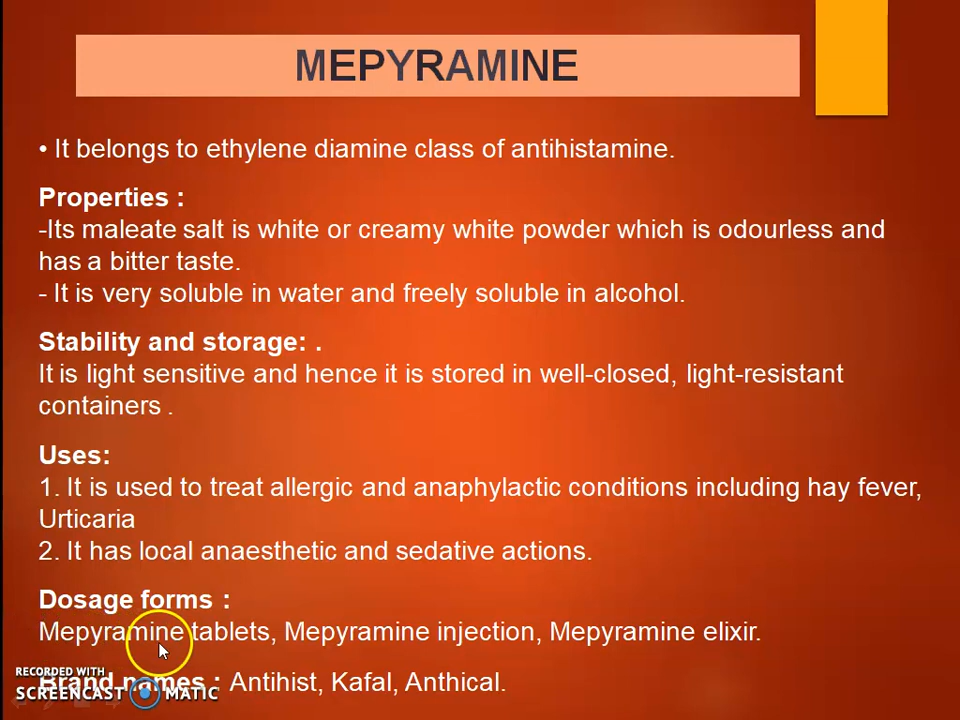 MEPYRAMINE
• It belongs to ethylene diamine class of antihistamine.
Properties :
-Its maleate salt is white or creamy white powder which is odourless and
has a bitter taste.
- It is very soluble in water and freely soluble in alcohol.
Stability and storage: .
It is light sensitive and hence it is stored in well-closed, light-resistant
containers .
Uses:
1. It is used to treat allergic and anaphylactic conditions including hay fever,
Urticaria
2. It has local anaesthetic and sedative actions.
Dosage forms :
Mepyramine tablets, Mepyramine injection, Mepyramine elixir.
Brand names : Antihist, Kafal, Anthical.
RECORDED WITH
SCREENCAST MATIC